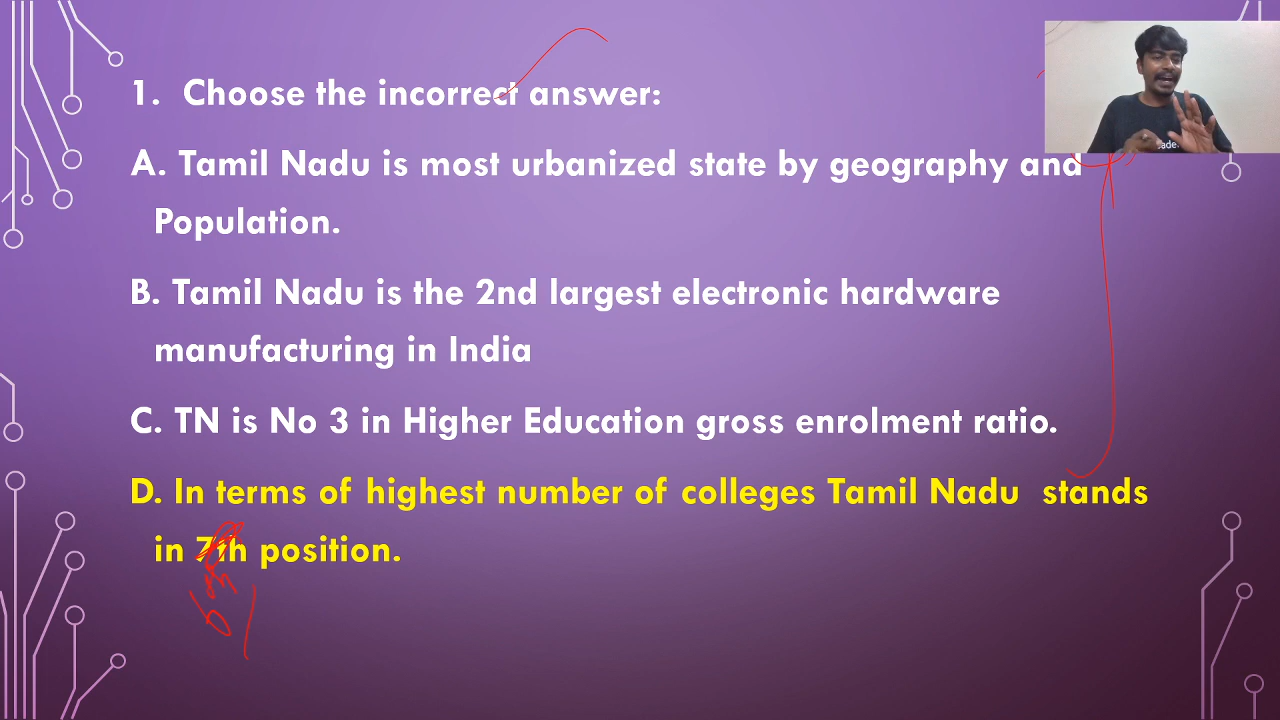 1. Choose the incorrect answer:
A. Tamil Nadu is most urbanized state by geography and
Population.
B. Tamil Nadu is the 2nd largest electronic hardware
manufacturing in India
C. TN is No 3 in Higher Education gross enrolment ratio.
D. In terms of highest number of colleges Tamil Nadu stands
in 7th position.